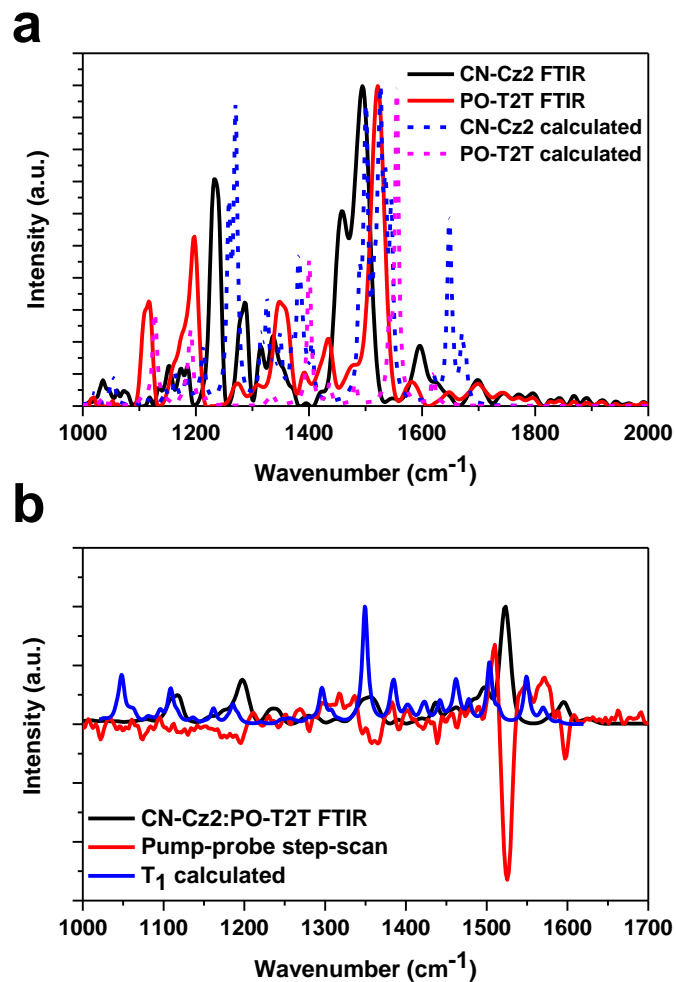 a
CN-Cz2 FTIR
PO-T2T FTIR
CN-Cz2 calculated
PO-T2T calculated
Intensity (a.u.)
1000 1200 1400 1600 1800 2000
Wavenumber (cm⁻¹)
b
CN-Cz2:PO-T2T FTIR
Pump-probe step-scan
T₁ calculated
Intensity (a.u.)
1000 1100 1200 1300 1400 1500 1600 1700
Wavenumber (cm⁻¹)